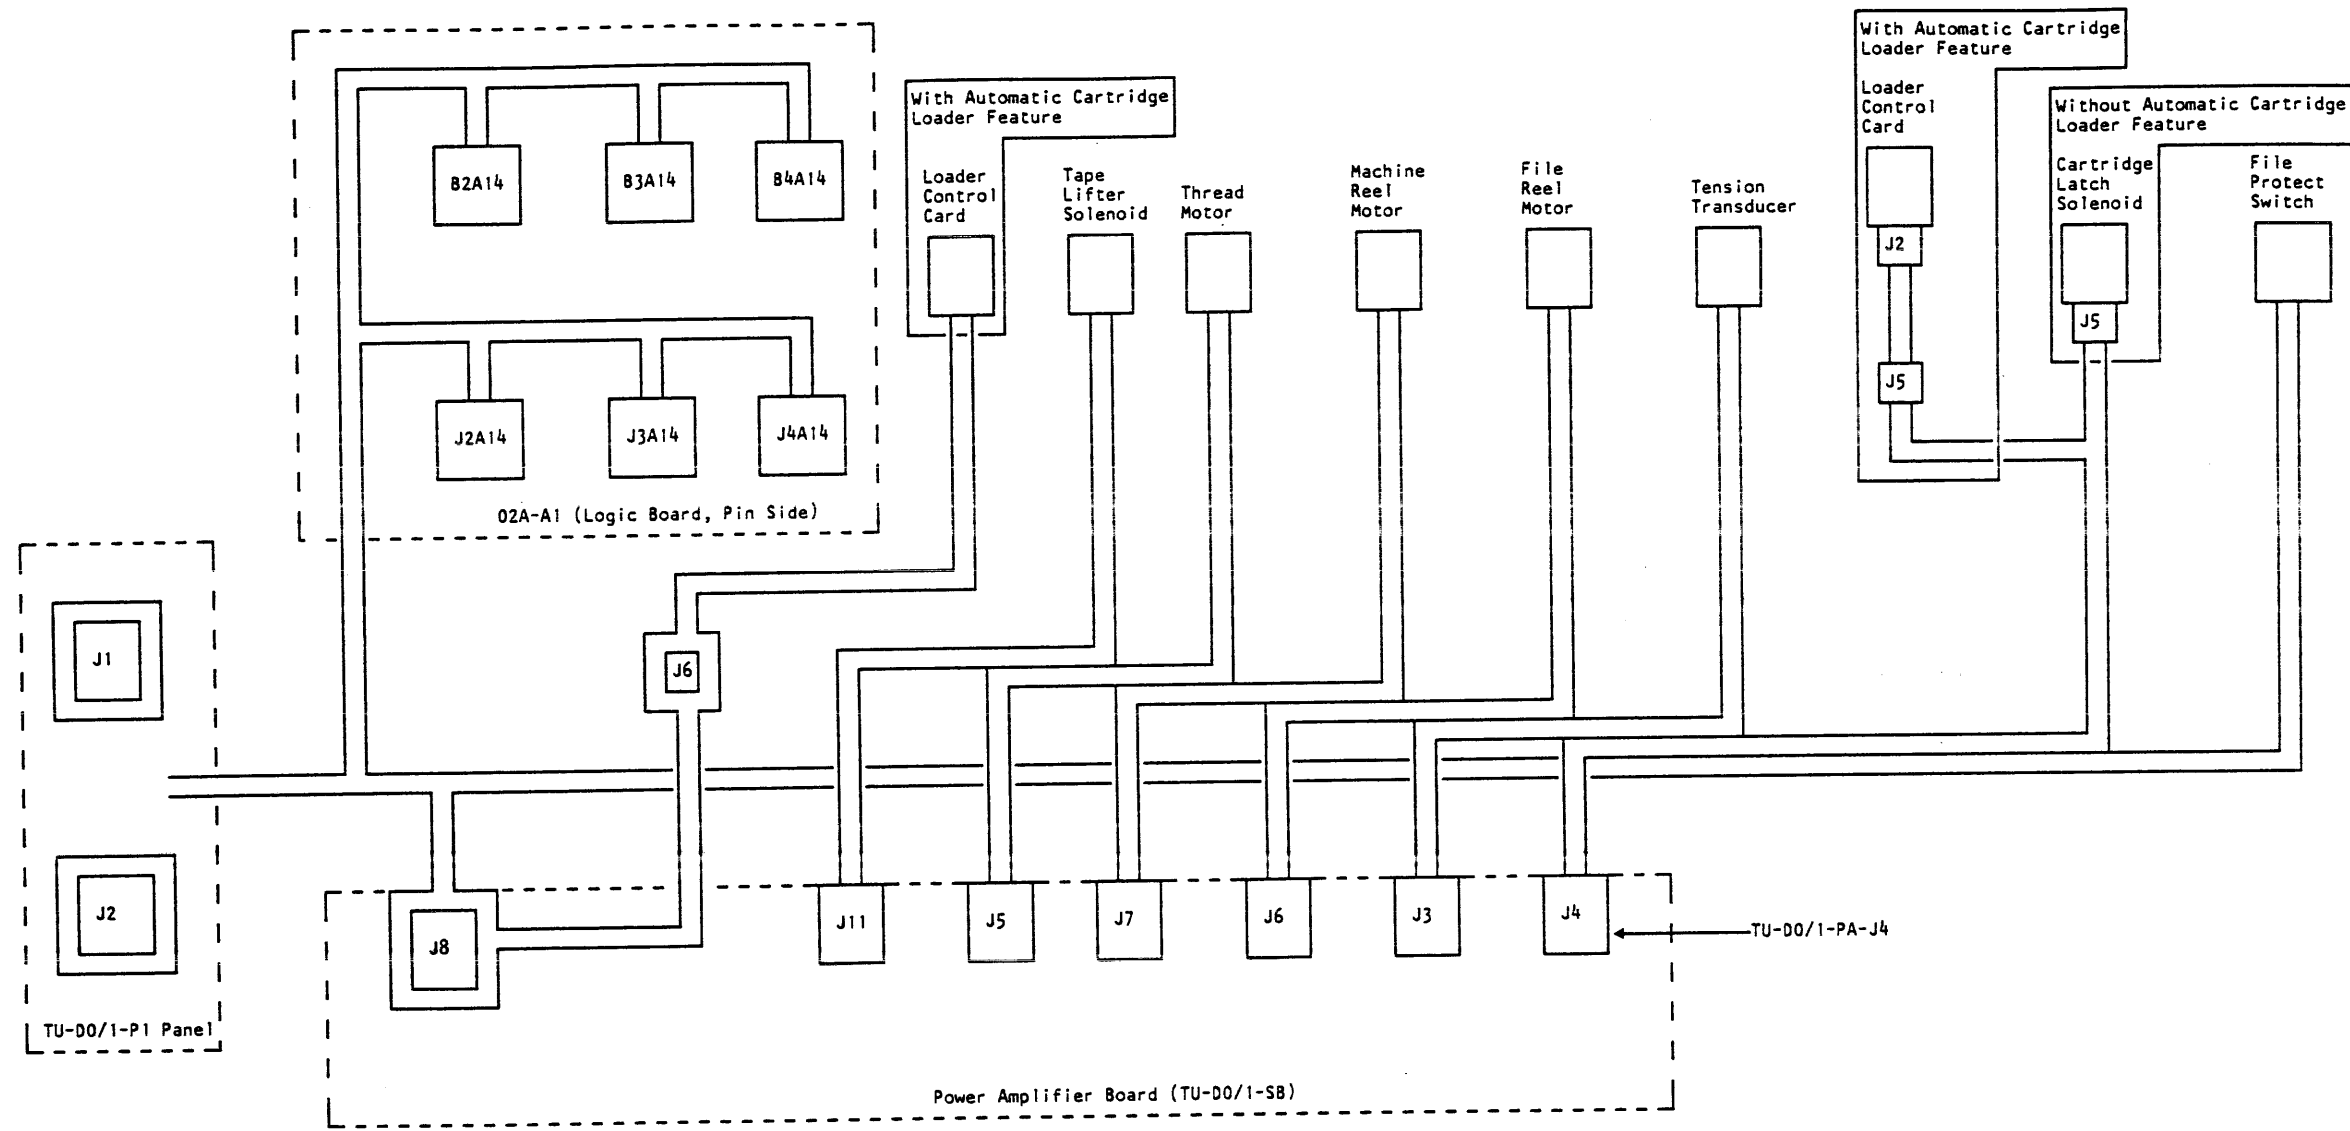 With Automatic Cartridge
Loader Feature
Loader
Control
Card
J2
J5
Without Automatic Cartridge
Loader Feature
Cartridge
Latch
Solenoid
J5
File
Protect
Switch
With Automatic Cartridge
Loader Feature
Loader
Control
Card
Tape
Lifter
Solenoid
Thread
Motor
Machine
Reel
Motor
File
Reel
Motor
Tension
Transducer
B2A14
B3A14
B4A14
J2A14
J3A14
J4A14
02A-A1 (Logic Board, Pin Side)
J1
J6
J2
TU-D0/1-P1 Panel
J8
J11
J5
J7
J6
J3
J4
TU-D0/1-PA-J4
Power Amplifier Board (TU-D0/1-SB)